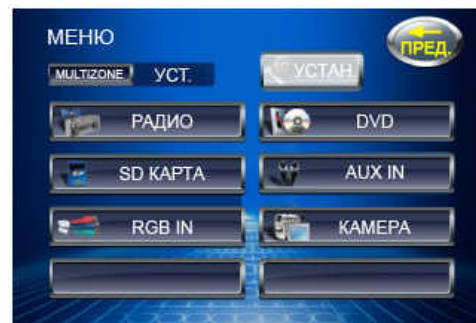 МЕНЮ
ПРЕД.
MULTIZONE УСТ.
УСТАН.
РАДИО
DVD
SD КАРТА
AUX IN
RGB IN
КАМЕРА